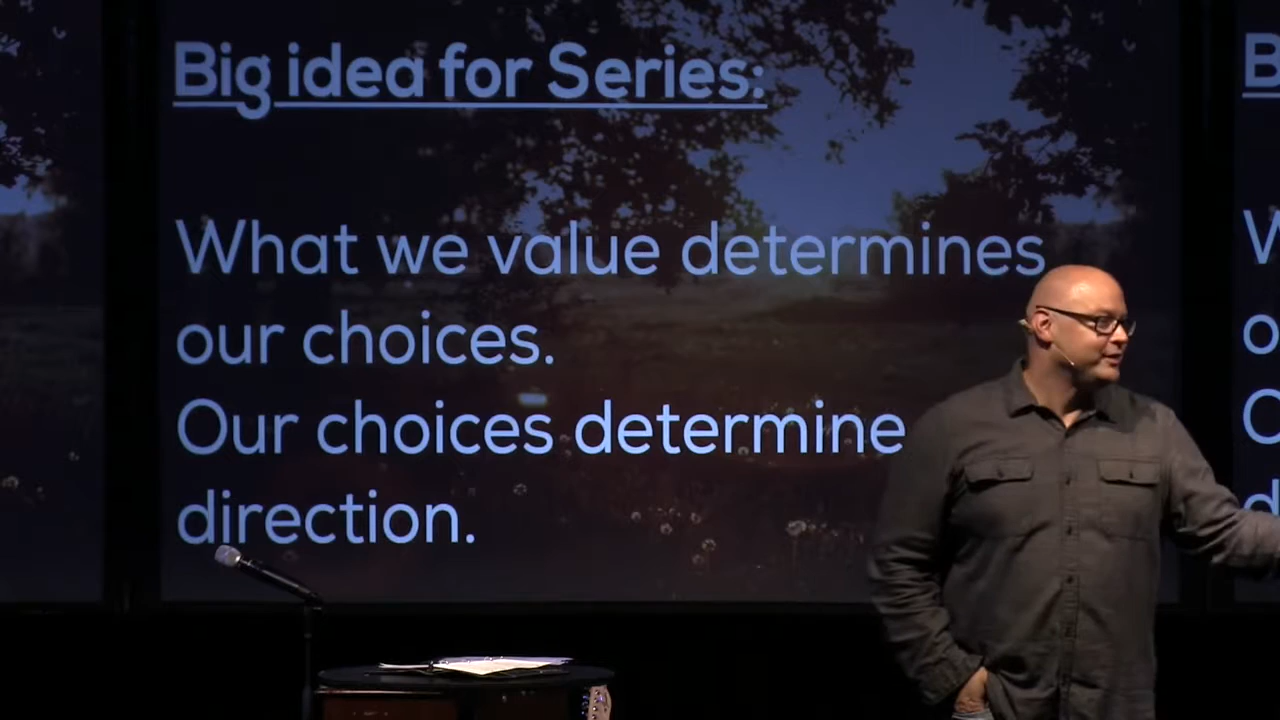 Big idea for Series:
What we value determines
our choices.
Our choices determine
direction.
B
W
o
O
d